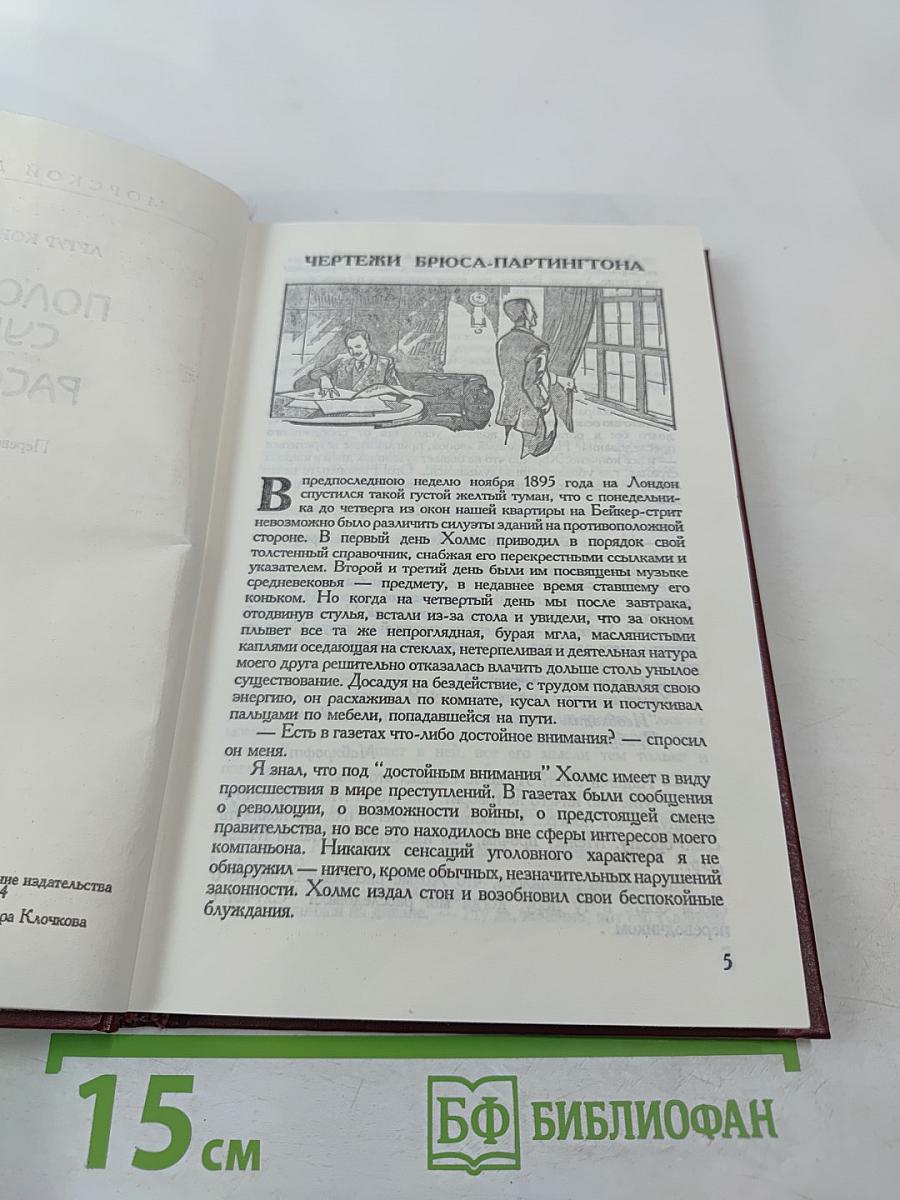 МОРСКОЙ
АРТУР КОН
ПОЛО
СУ
РАСС
Перево
ние издательства
4
ра Клочкова
ЧЕРТЕЖИ БРЮСА-ПАРТИНГТОНА
В предпоследнюю неделю ноября 1895 года на Лондон
спустился такой густой желтый туман, что с понедельни-
ка до четверга из окон нашей квартиры на Бейкер-стрит
невозможно было различить силуэты зданий на противоположной
стороне. В первый день Холмс приводил в порядок свой
толстенный справочник, снабжая его перекрестными ссылками и
указателем. Второй и третий день были им посвящены музыке
средневековья — предмету, в недавнее время ставшему его
коньком. Но когда на четвертый день мы после завтрака,
отодвинув стулья, встали из-за стола и увидели, что за окном
плывет все та же непроглядная, бурая мгла, маслянистыми
каплями оседающая на стеклах, нетерпеливая и деятельная натура
моего друга решительно отказалась влачить дольше столь унылое
существование. Досадуя на бездействие, с трудом подавляя свою
энергию, он расхаживал по комнате, кусал ногти и постукивал
пальцами по мебели, попадавшейся на пути.
— Есть в газетах что-либо достойное внимания? — спросил
он меня.
Я знал, что под “достойным внимания” Холмс имеет в виду
происшествия в мире преступлений. В газетах были сообщения
о революции, о возможности войны, о предстоящей смене
правительства, но все это находилось вне сферы интересов моего
компаньона. Никаких сенсаций уголовного характера я не
обнаружил — ничего, кроме обычных, незначительных нарушений
законности. Холмс издал стон и возобновил свои беспокойные
блуждания.
5
15 см
БФ БИБЛИОФАН